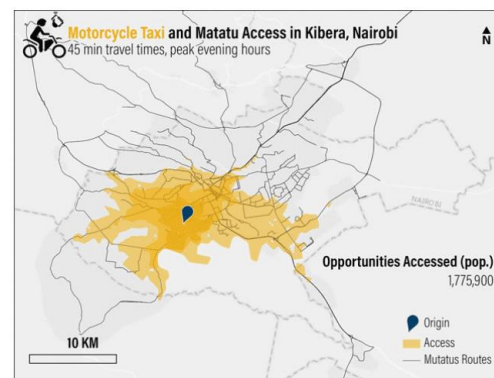 Motorcycle Taxi and Matatu Access in Kibera, Nairobi
45 min travel times, peak evening hours
N
NAIROBI
Opportunities Accessed (pop.)
1,775,900
Origin
Access
Mutatus Routes
10 KM